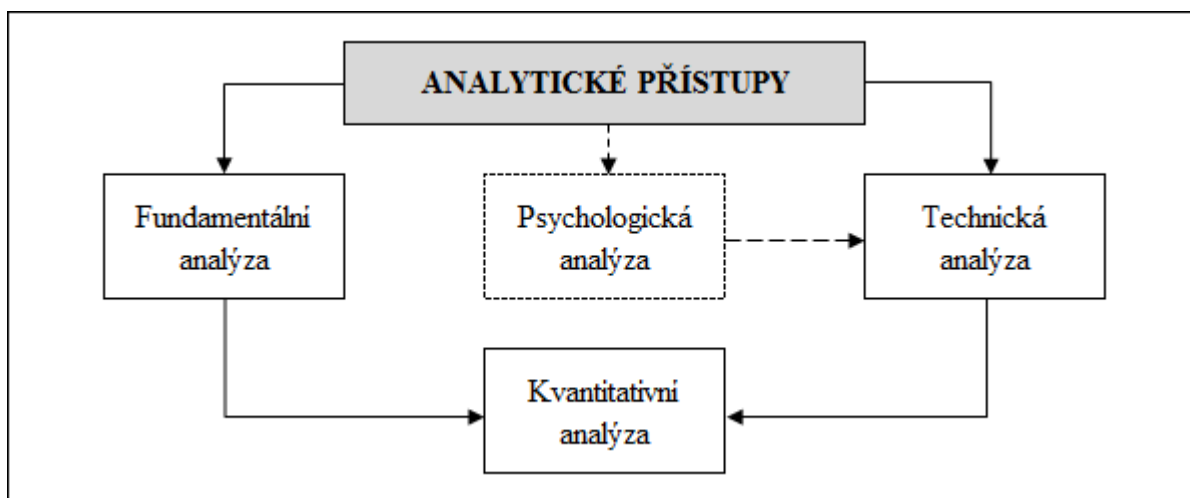 ANALYTICKÉ PŘÍSTUPY
Fundamentální
analýza
Psychologická
analýza
Technická
analýza
Kvantitativní
analýza